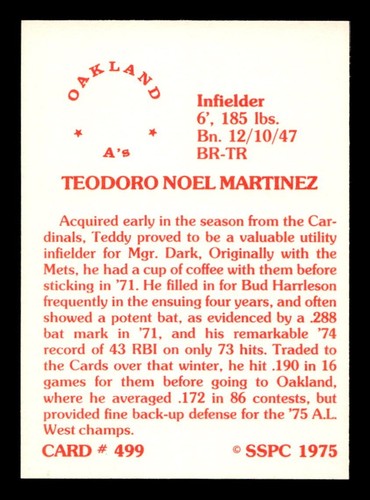 OAKLAND
A's
Infielder
6', 185 lbs.
Bn. 12/10/47
BR-TR
TEODORO NOEL MARTINEZ
Acquired early in the season from the Car-
dinals, Teddy proved to be a valuable utility
infielder for Mgr. Dark, Originally with the
Mets, he had a cup of coffee with them before
sticking in '71. He filled in for Bud Harrleson
frequently in the ensuing four years, and often
showed a potent bat, as evidenced by a .288
bat mark in '71, and his remarkable '74
record of 43 RBI on only 73 hits. Traded to
the Cards over that winter, he hit .190 in 16
games for them before going to Oakland,
where he averaged .172 in 86 contests, but
provided fine back-up defense for the '75 A.L.
West champs.
CARD # 499 © SSPC 1975